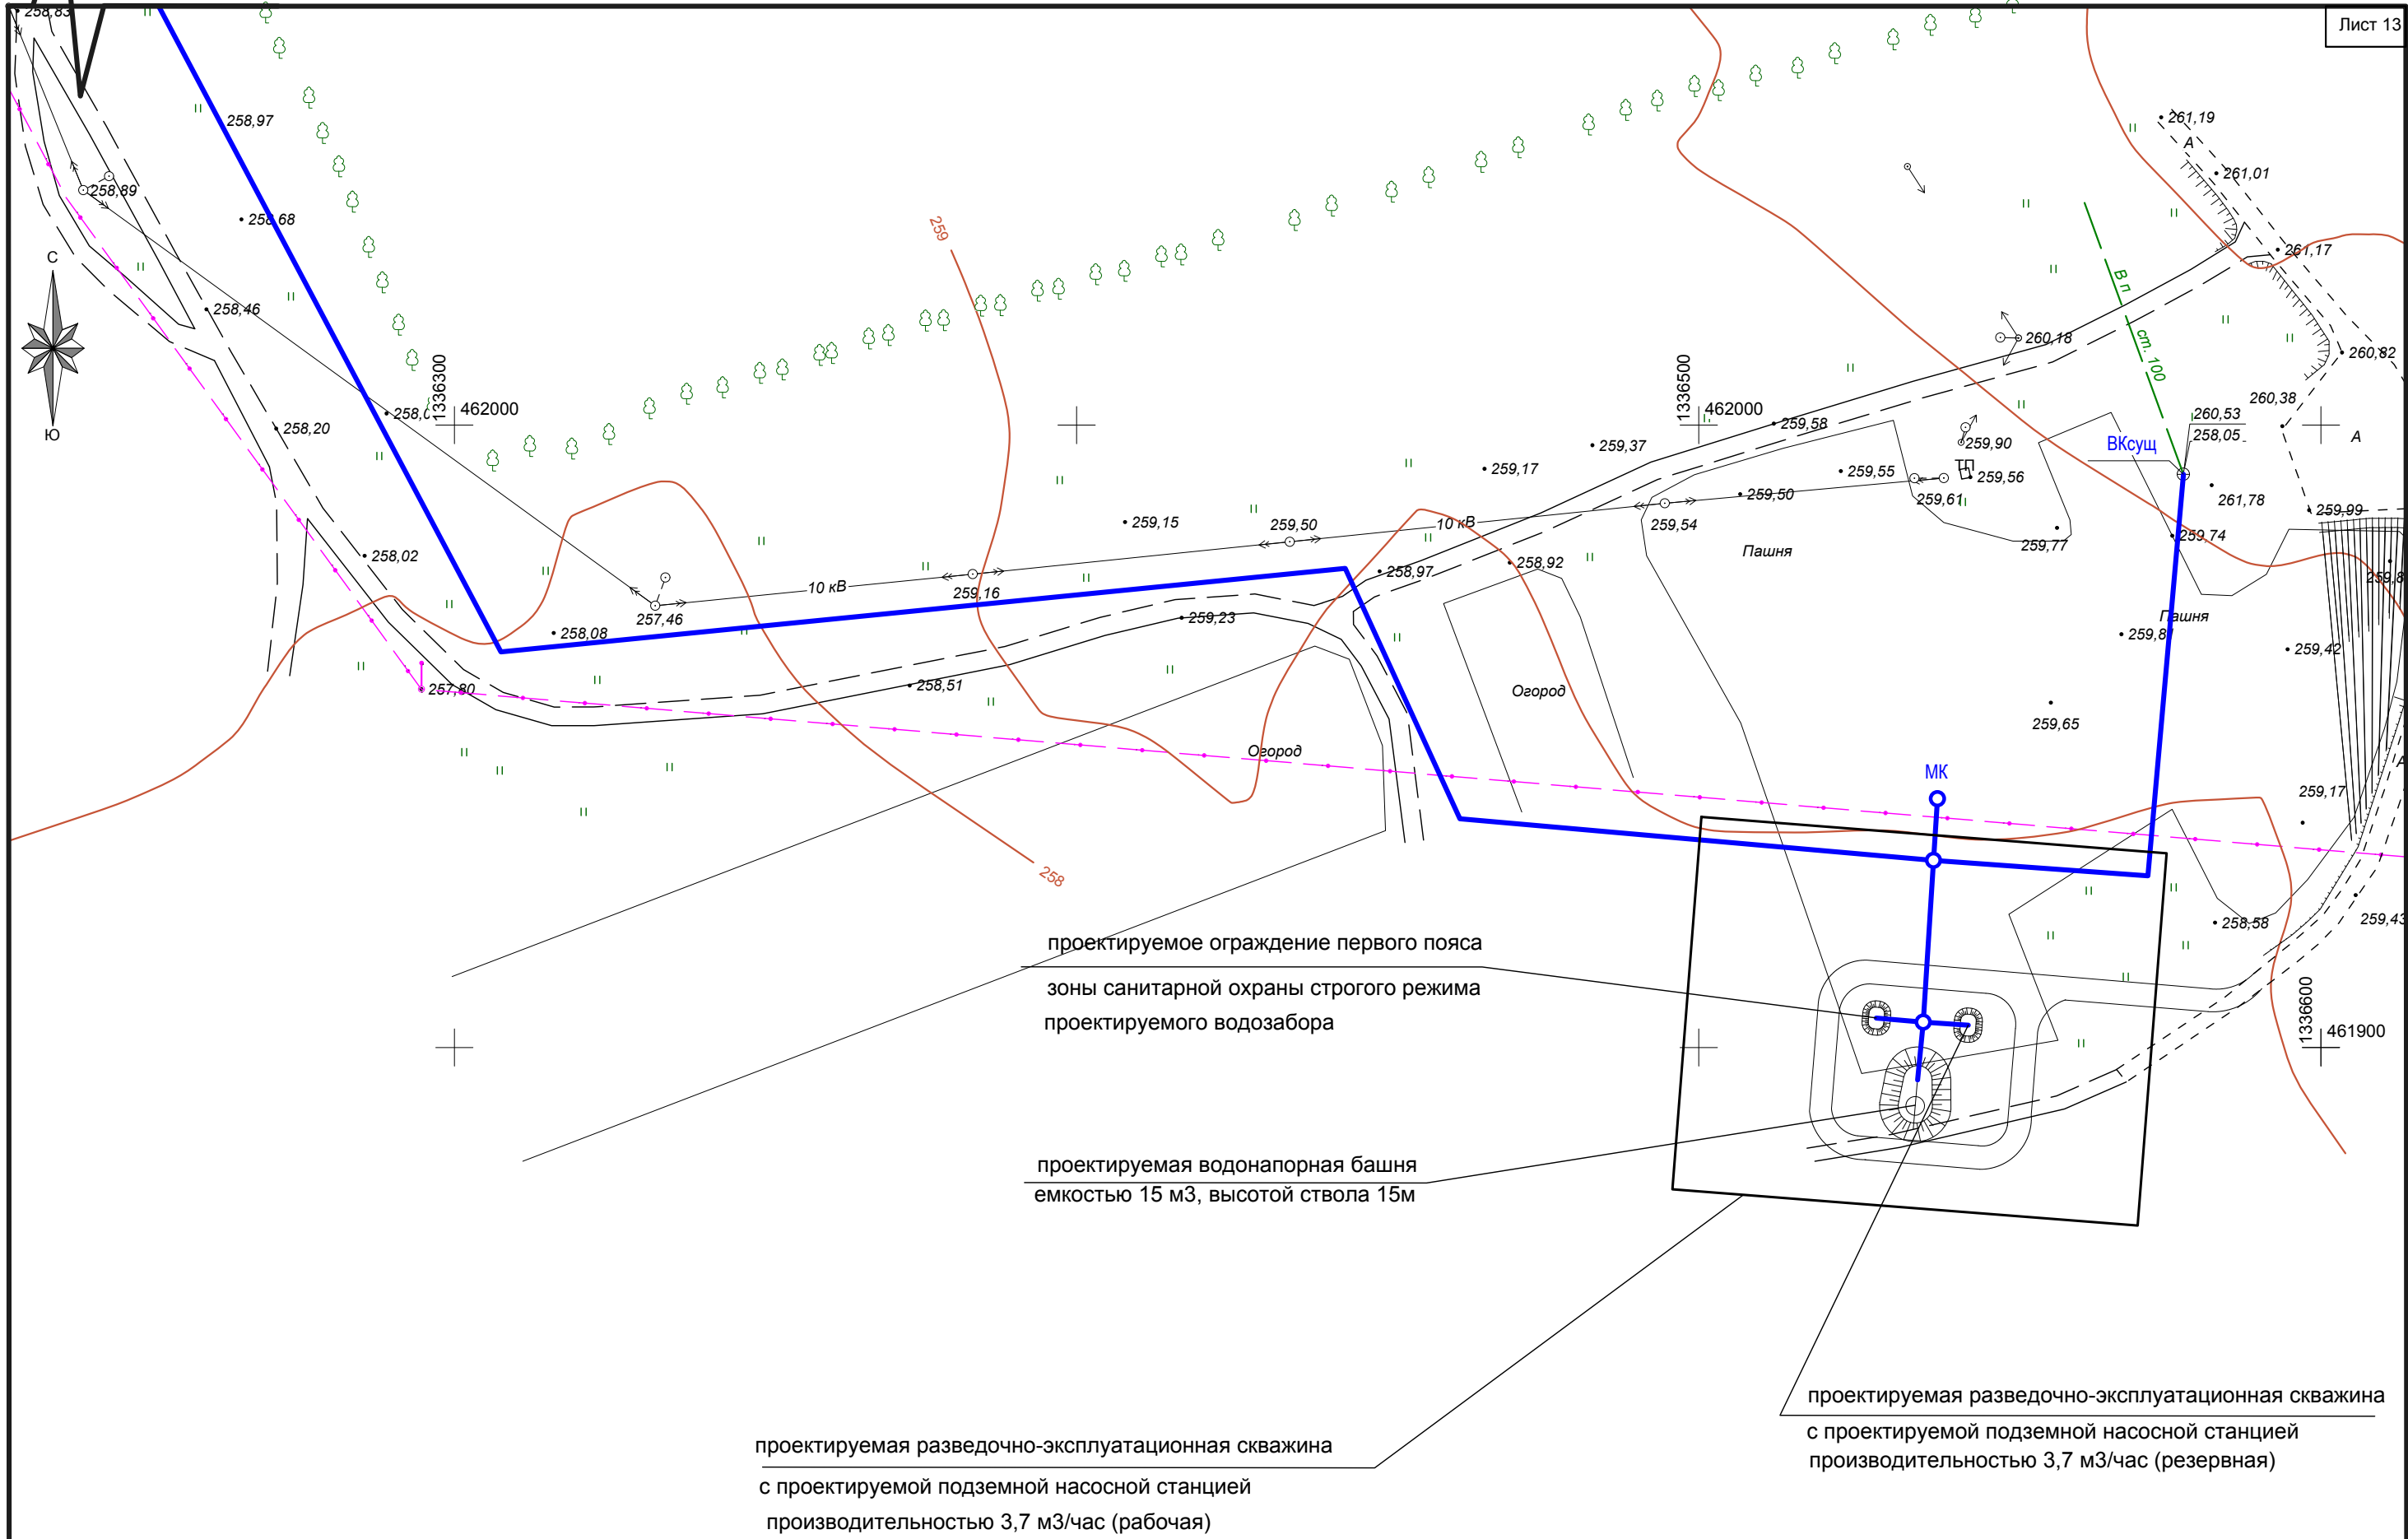 Лист 13
258,83
258,97
261,19
А
261,01
258,89
258,68
259
261,17
С
В п
258,46
260,18
ст. 100
260,82
Ю
1336300
462000
1336500
462000
260,38
260,53
258,05
258,20
259,58
ВКсущ
А
259,37
259,90
259,17
259,55
ТП
259,56
259,50
259,61
261,78
259,15
259,50
10 кВ
259,54
259,99
258,02
Пашня
259,77
259,74
258,97
258,92
10 кВ
259,16
257,46
259,23
Пашня
258,08
259,42
257,80
258,51
Огород
259,65
Огород
А
МК
259,17
258
258,58
259,43
проектируемое ограждение первого пояса
зоны санитарной охраны строгого режима
проектируемого водозабора
1336600
461900
проектируемая водонапорная башня
емкостью 15 м3, высотой ствола 15м
проектируемая разведочно-эксплуатационная скважина
с проектируемой подземной насосной станцией
производительностью 3,7 м3/час (резервная)
проектируемая разведочно-эксплуатационная скважина
с проектируемой подземной насосной станцией
производительностью 3,7 м3/час (рабочая)